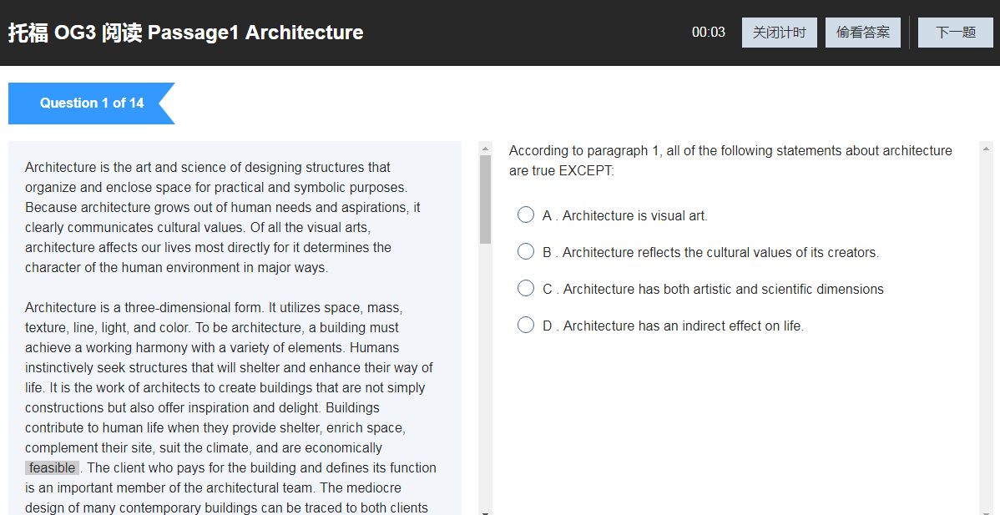 托福 OG3 阅读 Passage1 Architecture
00:03
关闭计时
偷看答案
下一题
Question 1 of 14
Architecture is the art and science of designing structures that
organize and enclose space for practical and symbolic purposes.
Because architecture grows out of human needs and aspirations, it
clearly communicates cultural values. Of all the visual arts,
architecture affects our lives most directly for it determines the
character of the human environment in major ways.
Architecture is a three-dimensional form. It utilizes space, mass,
texture, line, light, and color. To be architecture, a building must
achieve a working harmony with a variety of elements. Humans
instinctively seek structures that will shelter and enhance their way of
life. It is the work of architects to create buildings that are not simply
constructions but also offer inspiration and delight. Buildings
contribute to human life when they provide shelter, enrich space,
complement their site, suit the climate, and are economically
feasible . The client who pays for the building and defines its function
is an important member of the architectural team. The mediocre
design of many contemporary buildings can be traced to both clients
According to paragraph 1, all of the following statements about architecture
are true EXCEPT:
A . Architecture is visual art.
B . Architecture reflects the cultural values of its creators.
C . Architecture has both artistic and scientific dimensions
D . Architecture has an indirect effect on life.